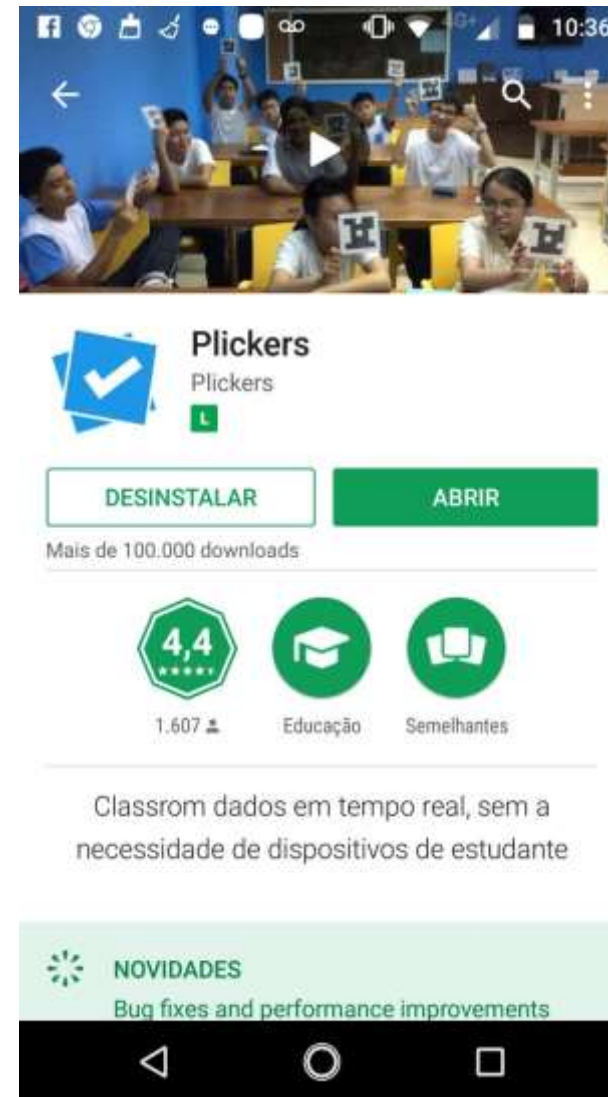 4G+ 10:36
Plickers
Plickers
L
DESINSTALAR ABRIR
Mais de 100.000 downloads
4,4
1.607 Educação Semelhantes
Classrom dados em tempo real, sem a
necessidade de dispositivos de estudante
NOVIDADES
Bug fixes and performance improvements